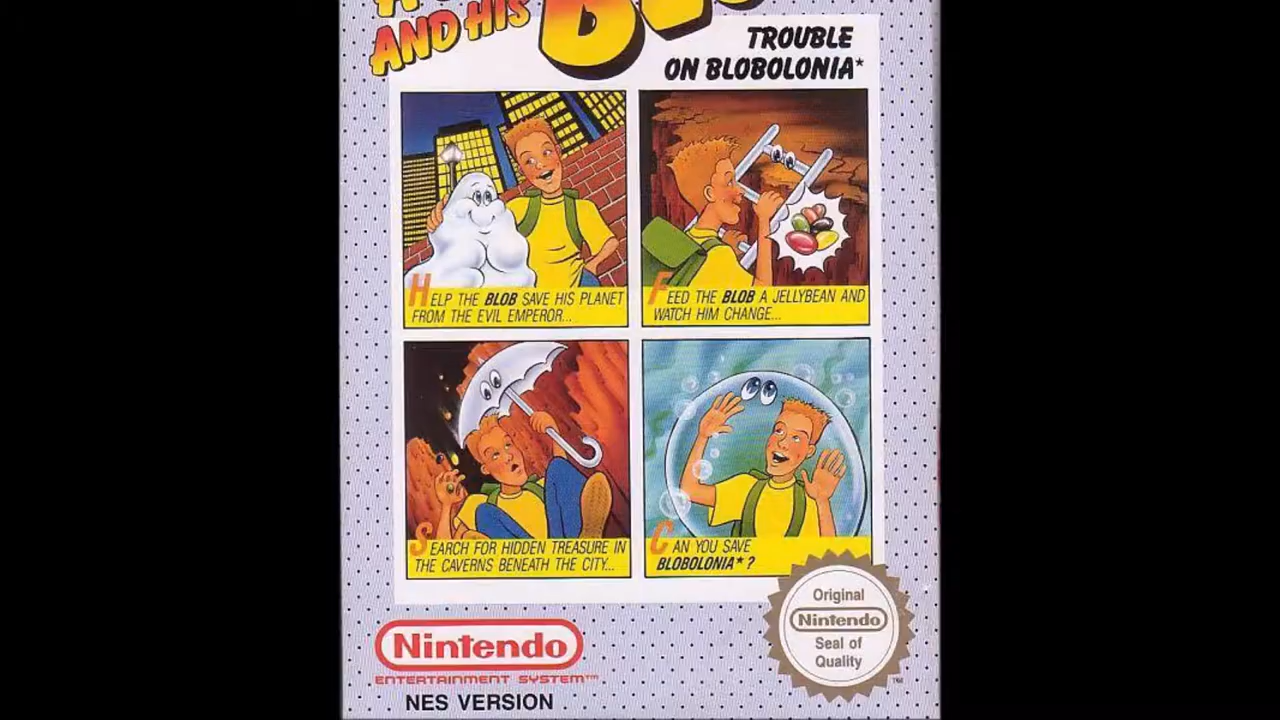 AND HIS
TROUBLE
ON BLOBOLONIA*
HELP THE BLOB SAVE HIS PLANET
FROM THE EVIL EMPEROR...
FEED THE BLOB A JELLYBEAN AND
WATCH HIM CHANGE...
SEARCH FOR HIDDEN TREASURE IN
THE CAVERNS BENEATH THE CITY...
CAN YOU SAVE
BLOBOLONIA*?
Original
Nintendo
Seal of
Quality
TM
Nintendo
ENTERTAINMENT SYSTEM™
NES VERSION